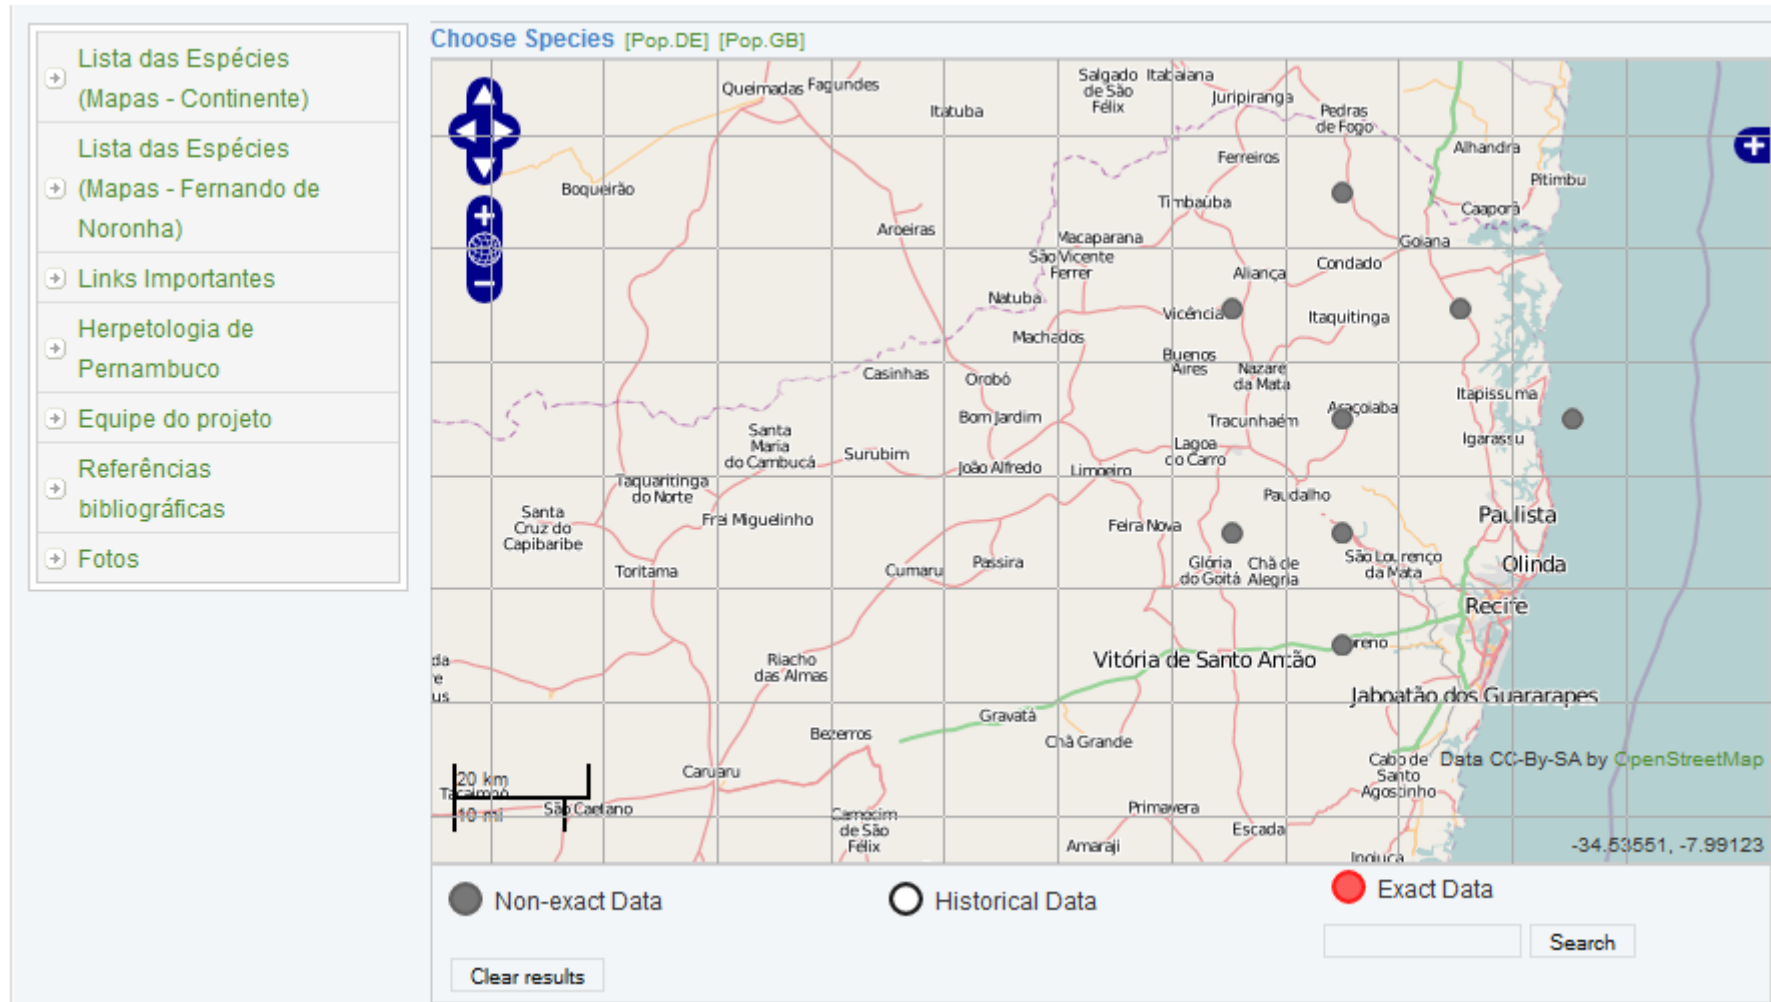 Lista das Espécies
(Mapas - Continente)
Lista das Espécies
(Mapas - Fernando de
Noronha)
Links Importantes
Herpetologia de
Pernambuco
Equipe do projeto
Referências
bibliográficas
Fotos
Choose Species [Pop.DE] [Pop.GB]
Queimadas
Fagundes
Itatuba
Salgado
de São
Félix
Itabaiana
Juripiranga
Pedras
de Fogo
Alhandra
Ferreiros
Boqueirão
Pitimbu
Timbaúba
Caaporã
Aroeiras
Macaparana
Goiana
São Vicente
Ferrer
Aliança
Condado
Natuba
Vicência
Itaquitinga
Machados
Buenos
Aires
Nazaré
da Mata
Casinhas
Orobó
Itapissuma
Araçoiaba
Bom Jardim
Tracunhaém
Igarassu
Santa
Maria
do Cambucá
Surubim
João Alfredo
Limoeiro
Lagoa
do Carro
Taquaritinga
do Norte
Paudalho
Santa
Cruz do
Capibaribe
Frei Miguelinho
Feira Nova
Paulista
Toritama
Cumaru
Passira
Glória
do Goitá
Chã de
Alegria
São Lourenço
da Mata
Olinda
Recife
da
re
us
Riacho
das Almas
Vitória de Santo Antão
reno
Jaboatão dos Guararapes
Gravatá
Bezerros
Chã Grande
Cabo de
Santo
Agostinho
Data CC-By-SA by OpenStreetMap
Caruaru
20 km
10 mi
Tacaimbó
São Caetano
Camocim
de São
Félix
Primavera
Escada
Amaraji
Ipojuca
-34.53551, -7.99123
Non-exact Data
Historical Data
Exact Data
Search
Clear results